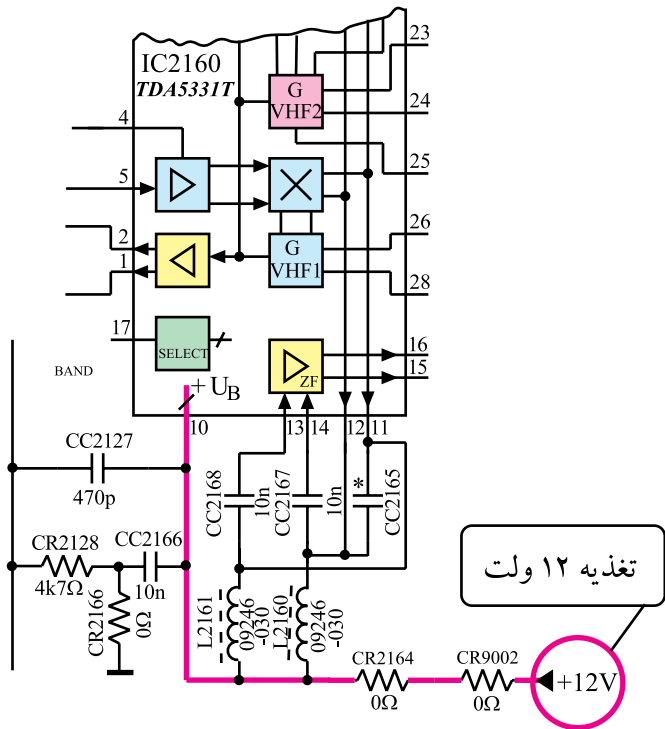 IC2160
TDA5331T
23
G
VHF2
24
4
25
5
26
2
G
VHF1
1
28
17
SELECT
16
ZF
15
BAND
+ U_B
10
13
14
12
11
CC2127
470p
CC2168
10n
CC2167
10n
*
CC2165
CR2128
4k7Ω
CC2166
10n
CR2166
0Ω
L2161
09246
-030
L2160
09246
-030
تغذیه ۱۲ ولت
CR2164
0Ω
CR9002
0Ω
+12V